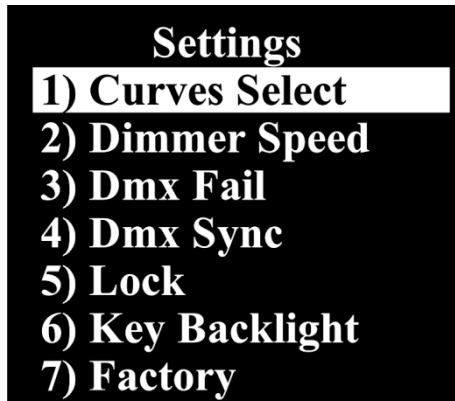 Settings
1) Curves Select
2) Dimmer Speed
3) Dmx Fail
4) Dmx Sync
5) Lock
6) Key Backlight
7) Factory